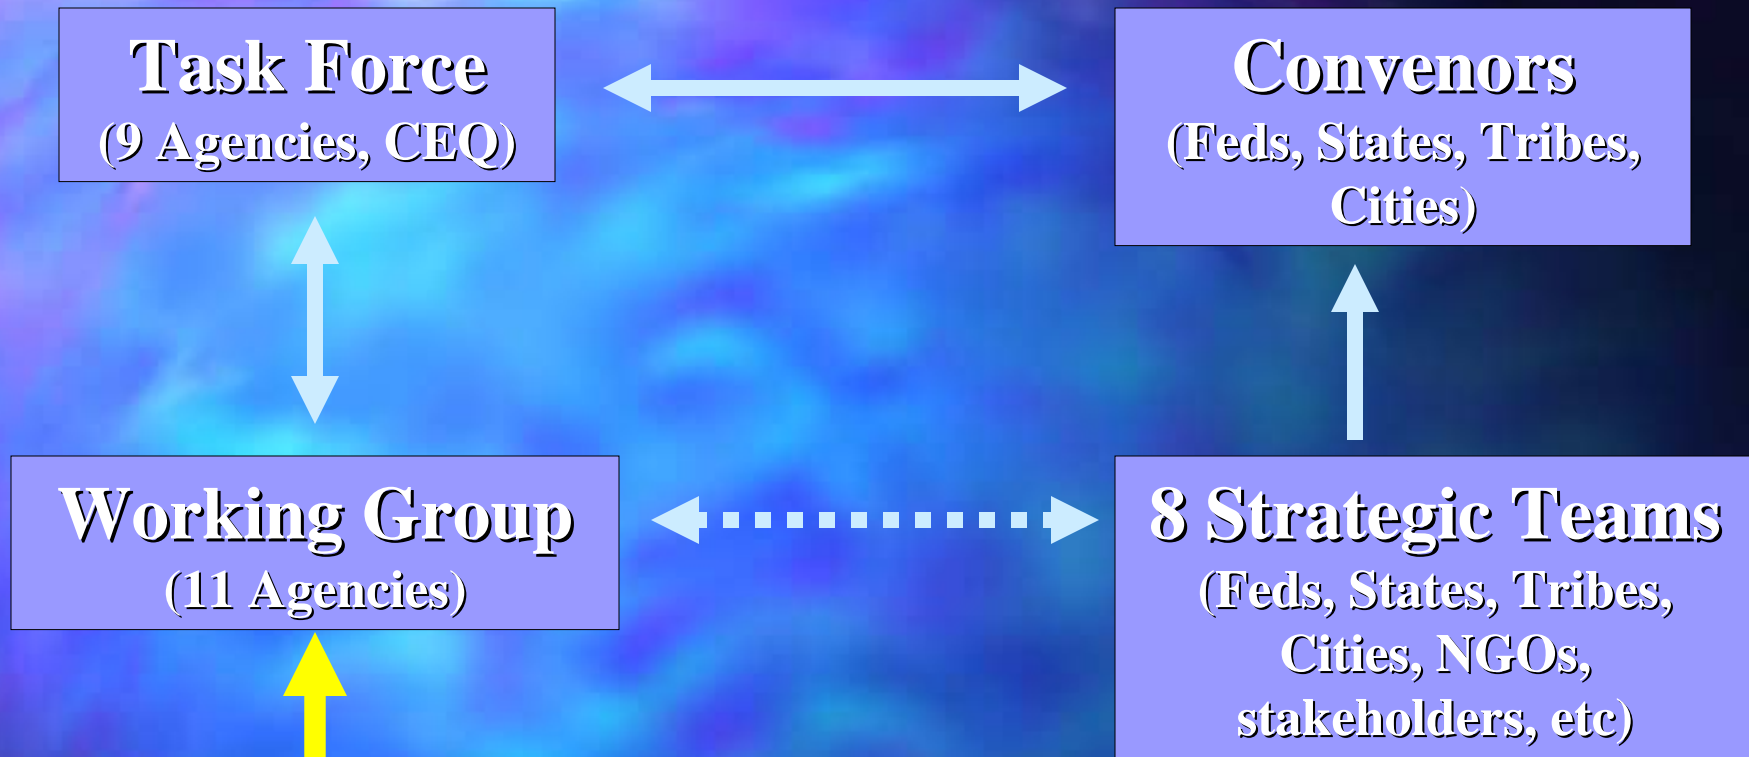 Task Force
(9 Agencies, CEQ)
Convenors
(Feds, States, Tribes,
Cities)
Working Group
(11 Agencies)
8 Strategic Teams
(Feds, States, Tribes,
Cities, NGOs,
stakeholders, etc)